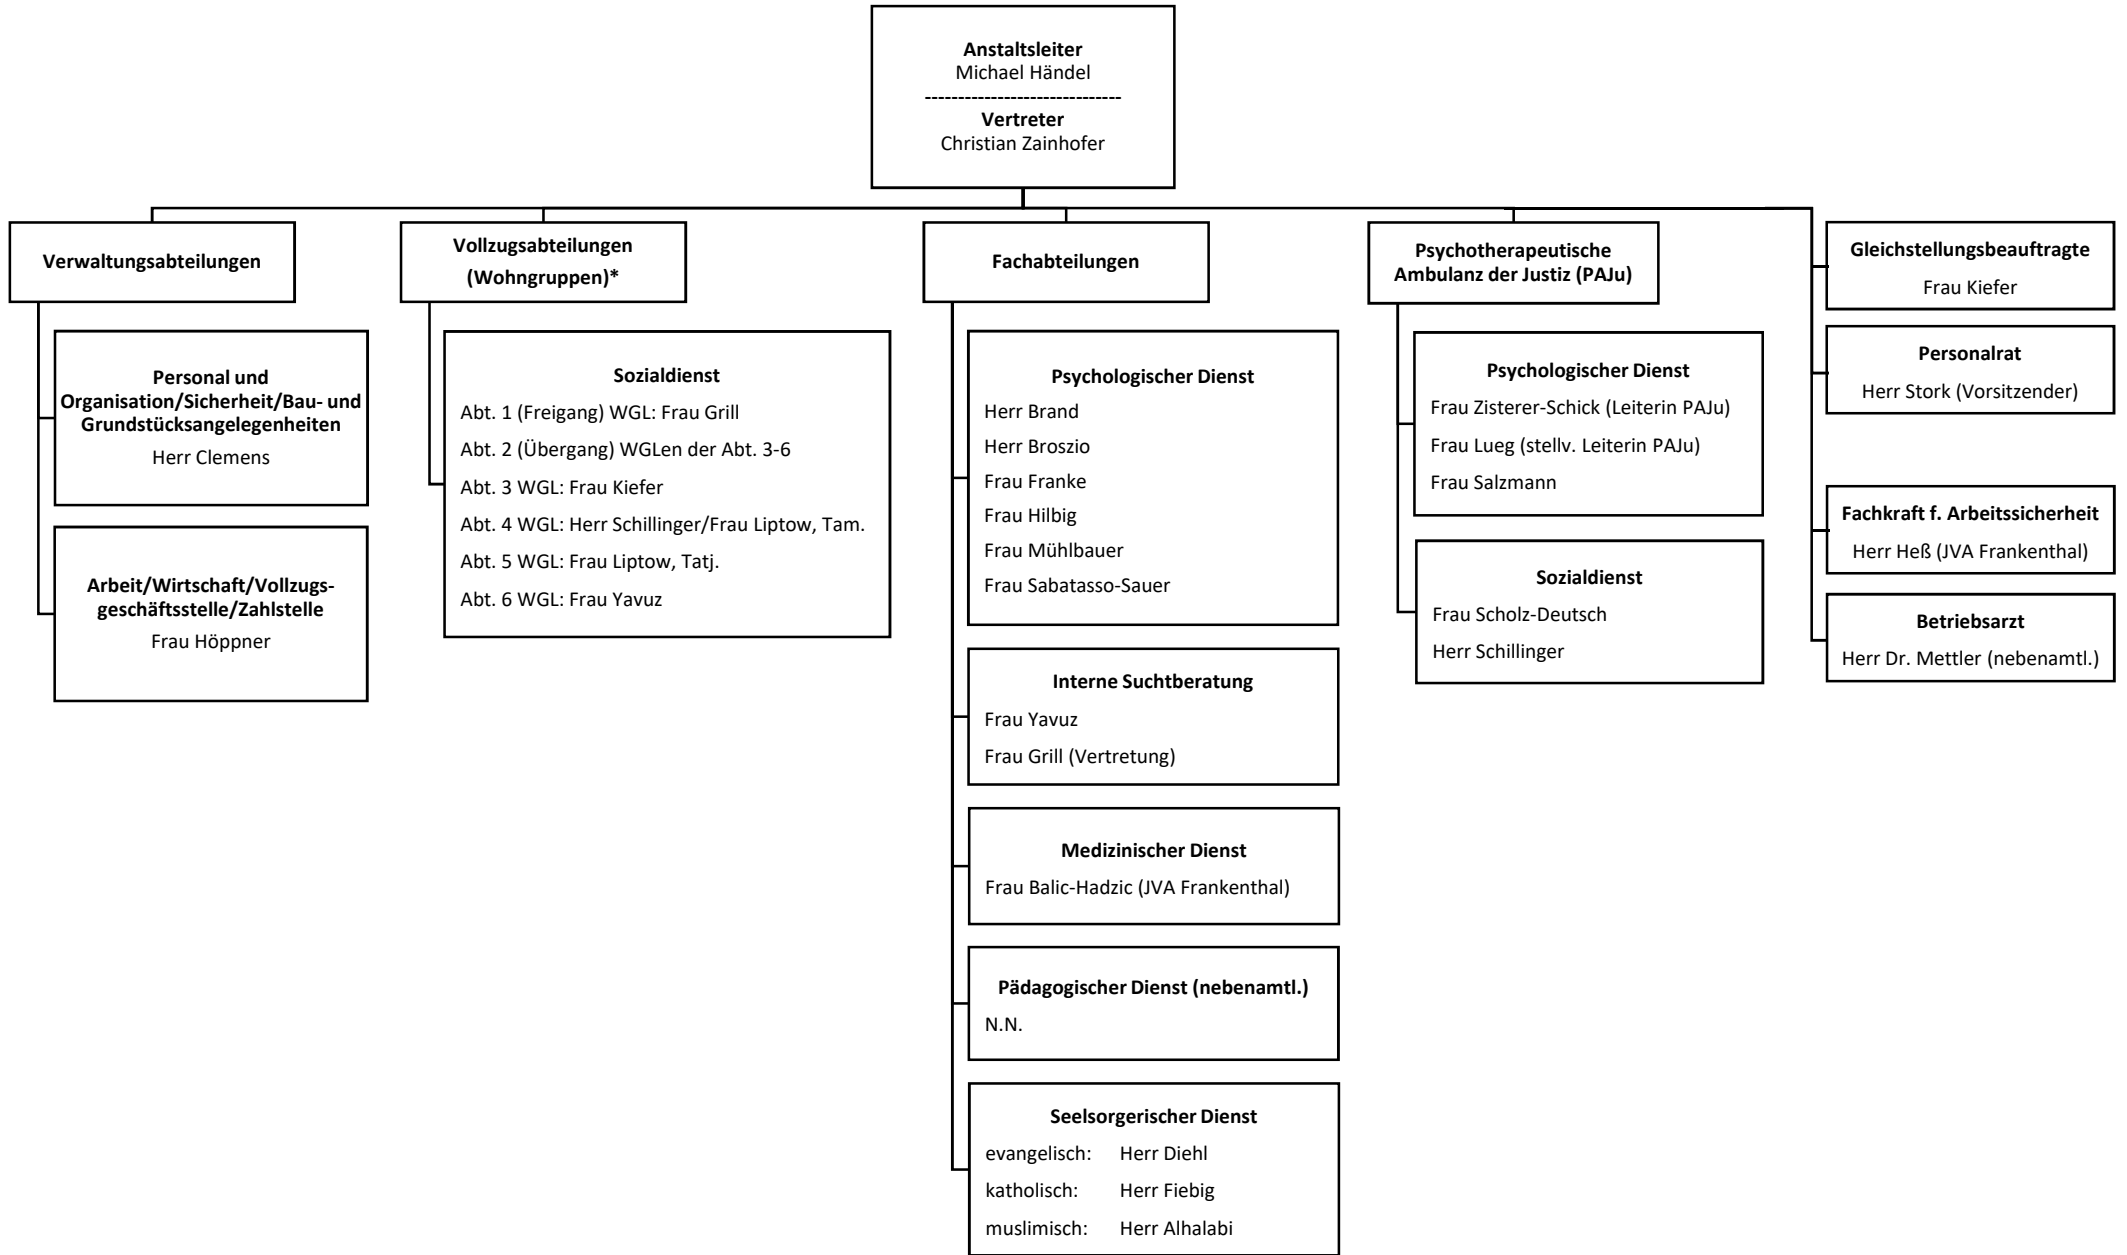 Anstaltsleiter
Michael Händel
------------------------------
Vertreter
Christian Zainhofer
Verwaltungsabteilungen
Personal und
Organisation/Sicherheit/Bau- und
Grundstücksangelegenheiten
Herr Clemens
Arbeit/Wirtschaft/Vollzugs-
geschäftsstelle/Zahlstelle
Frau Höppner
Vollzugsabteilungen
(Wohngruppen)*
Sozialdienst
Abt. 1 (Freigang) WGL: Frau Grill
Abt. 2 (Übergang) WGLen der Abt. 3-6
Abt. 3 WGL: Frau Kiefer
Abt. 4 WGL: Herr Schillinger/Frau Liptow, Tam.
Abt. 5 WGL: Frau Liptow, Tatj.
Abt. 6 WGL: Frau Yavuz
Fachabteilungen
Psychologischer Dienst
Herr Brand
Herr Broszio
Frau Franke
Frau Hilbig
Frau Mühlbauer
Frau Sabatasso-Sauer
Interne Suchtberatung
Frau Yavuz
Frau Grill (Vertretung)
Medizinischer Dienst
Frau Balic-Hadzic (JVA Frankenthal)
Pädagogischer Dienst (nebenamtl.)
N.N.
Seelsorgerischer Dienst
evangelisch: Herr Diehl
katholisch: Herr Fiebig
muslimisch: Herr Alhalabi
Psychotherapeutische
Ambulanz der Justiz (PAJu)
Psychologischer Dienst
Frau Zisterer-Schick (Leiterin PAJu)
Frau Lueg (stellv. Leiterin PAJu)
Frau Salzmann
Sozialdienst
Frau Scholz-Deutsch
Herr Schillinger
Gleichstellungsbeauftragte
Frau Kiefer
Personalrat
Herr Stork (Vorsitzender)
Fachkraft f. Arbeitssicherheit
Herr Heß (JVA Frankenthal)
Betriebsarzt
Herr Dr. Mettler (nebenamtl.)